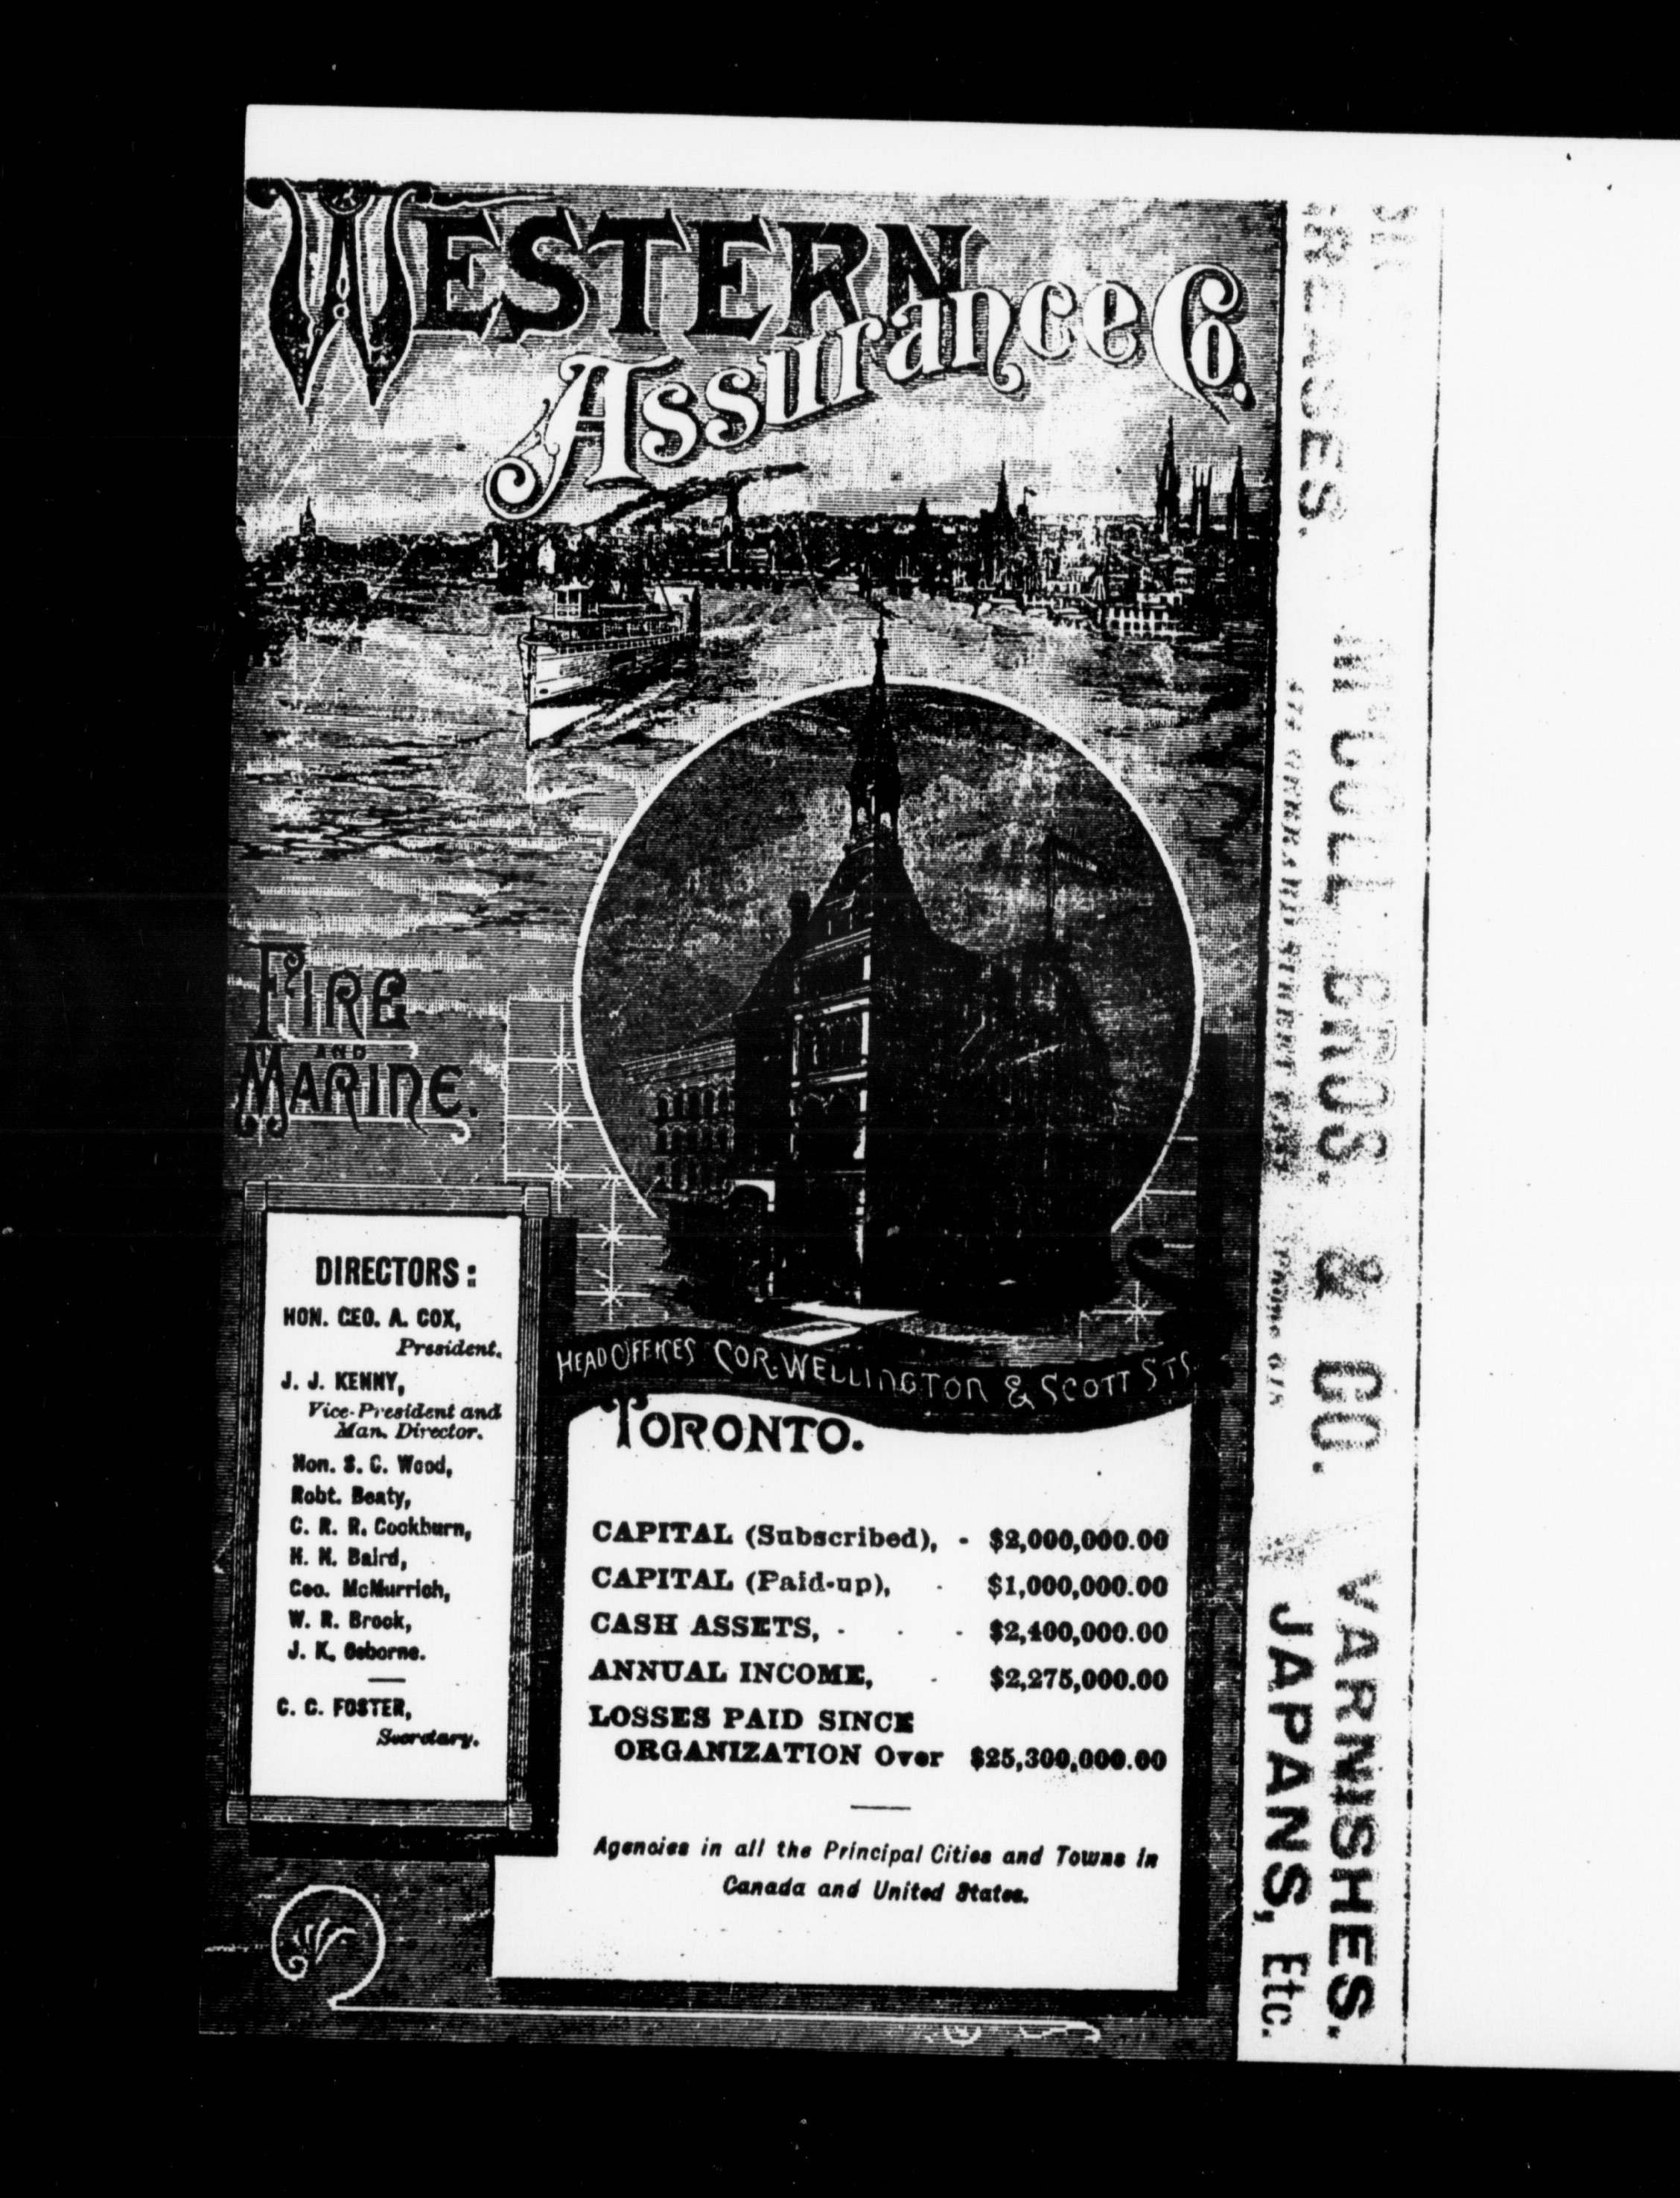 WESTERN
Assurance Co.
FIRE
AND
MARINE.
DIRECTORS:
HON. GEO. A. COX,
President.
J. J. KENNY,
Vice-President and
Man. Director.
Hon. S. C. Wood,
Robt. Beaty,
G. R. R. Cockburn,
H. N. Baird,
Geo. McMurrich,
W. R. Brock,
J. K. Osborne.
C. C. FOSTER,
Secretary.
HEAD OFFICES COR. WELLINGTON & SCOTT STS.
TORONTO.
CAPITAL (Subscribed), - $2,000,000.00
CAPITAL (Paid-up), - $1,000,000.00
CASH ASSETS, - - - $2,400,000.00
ANNUAL INCOME, - $2,275,000.00
LOSSES PAID SINCE
ORGANIZATION Over $25,300,000.00
Agencies in all the Principal Cities and Towns in
Canada and United States.
GREASES.
McCOLL BROS. & CO.
VARNISHES.
JAPANS, Etc.